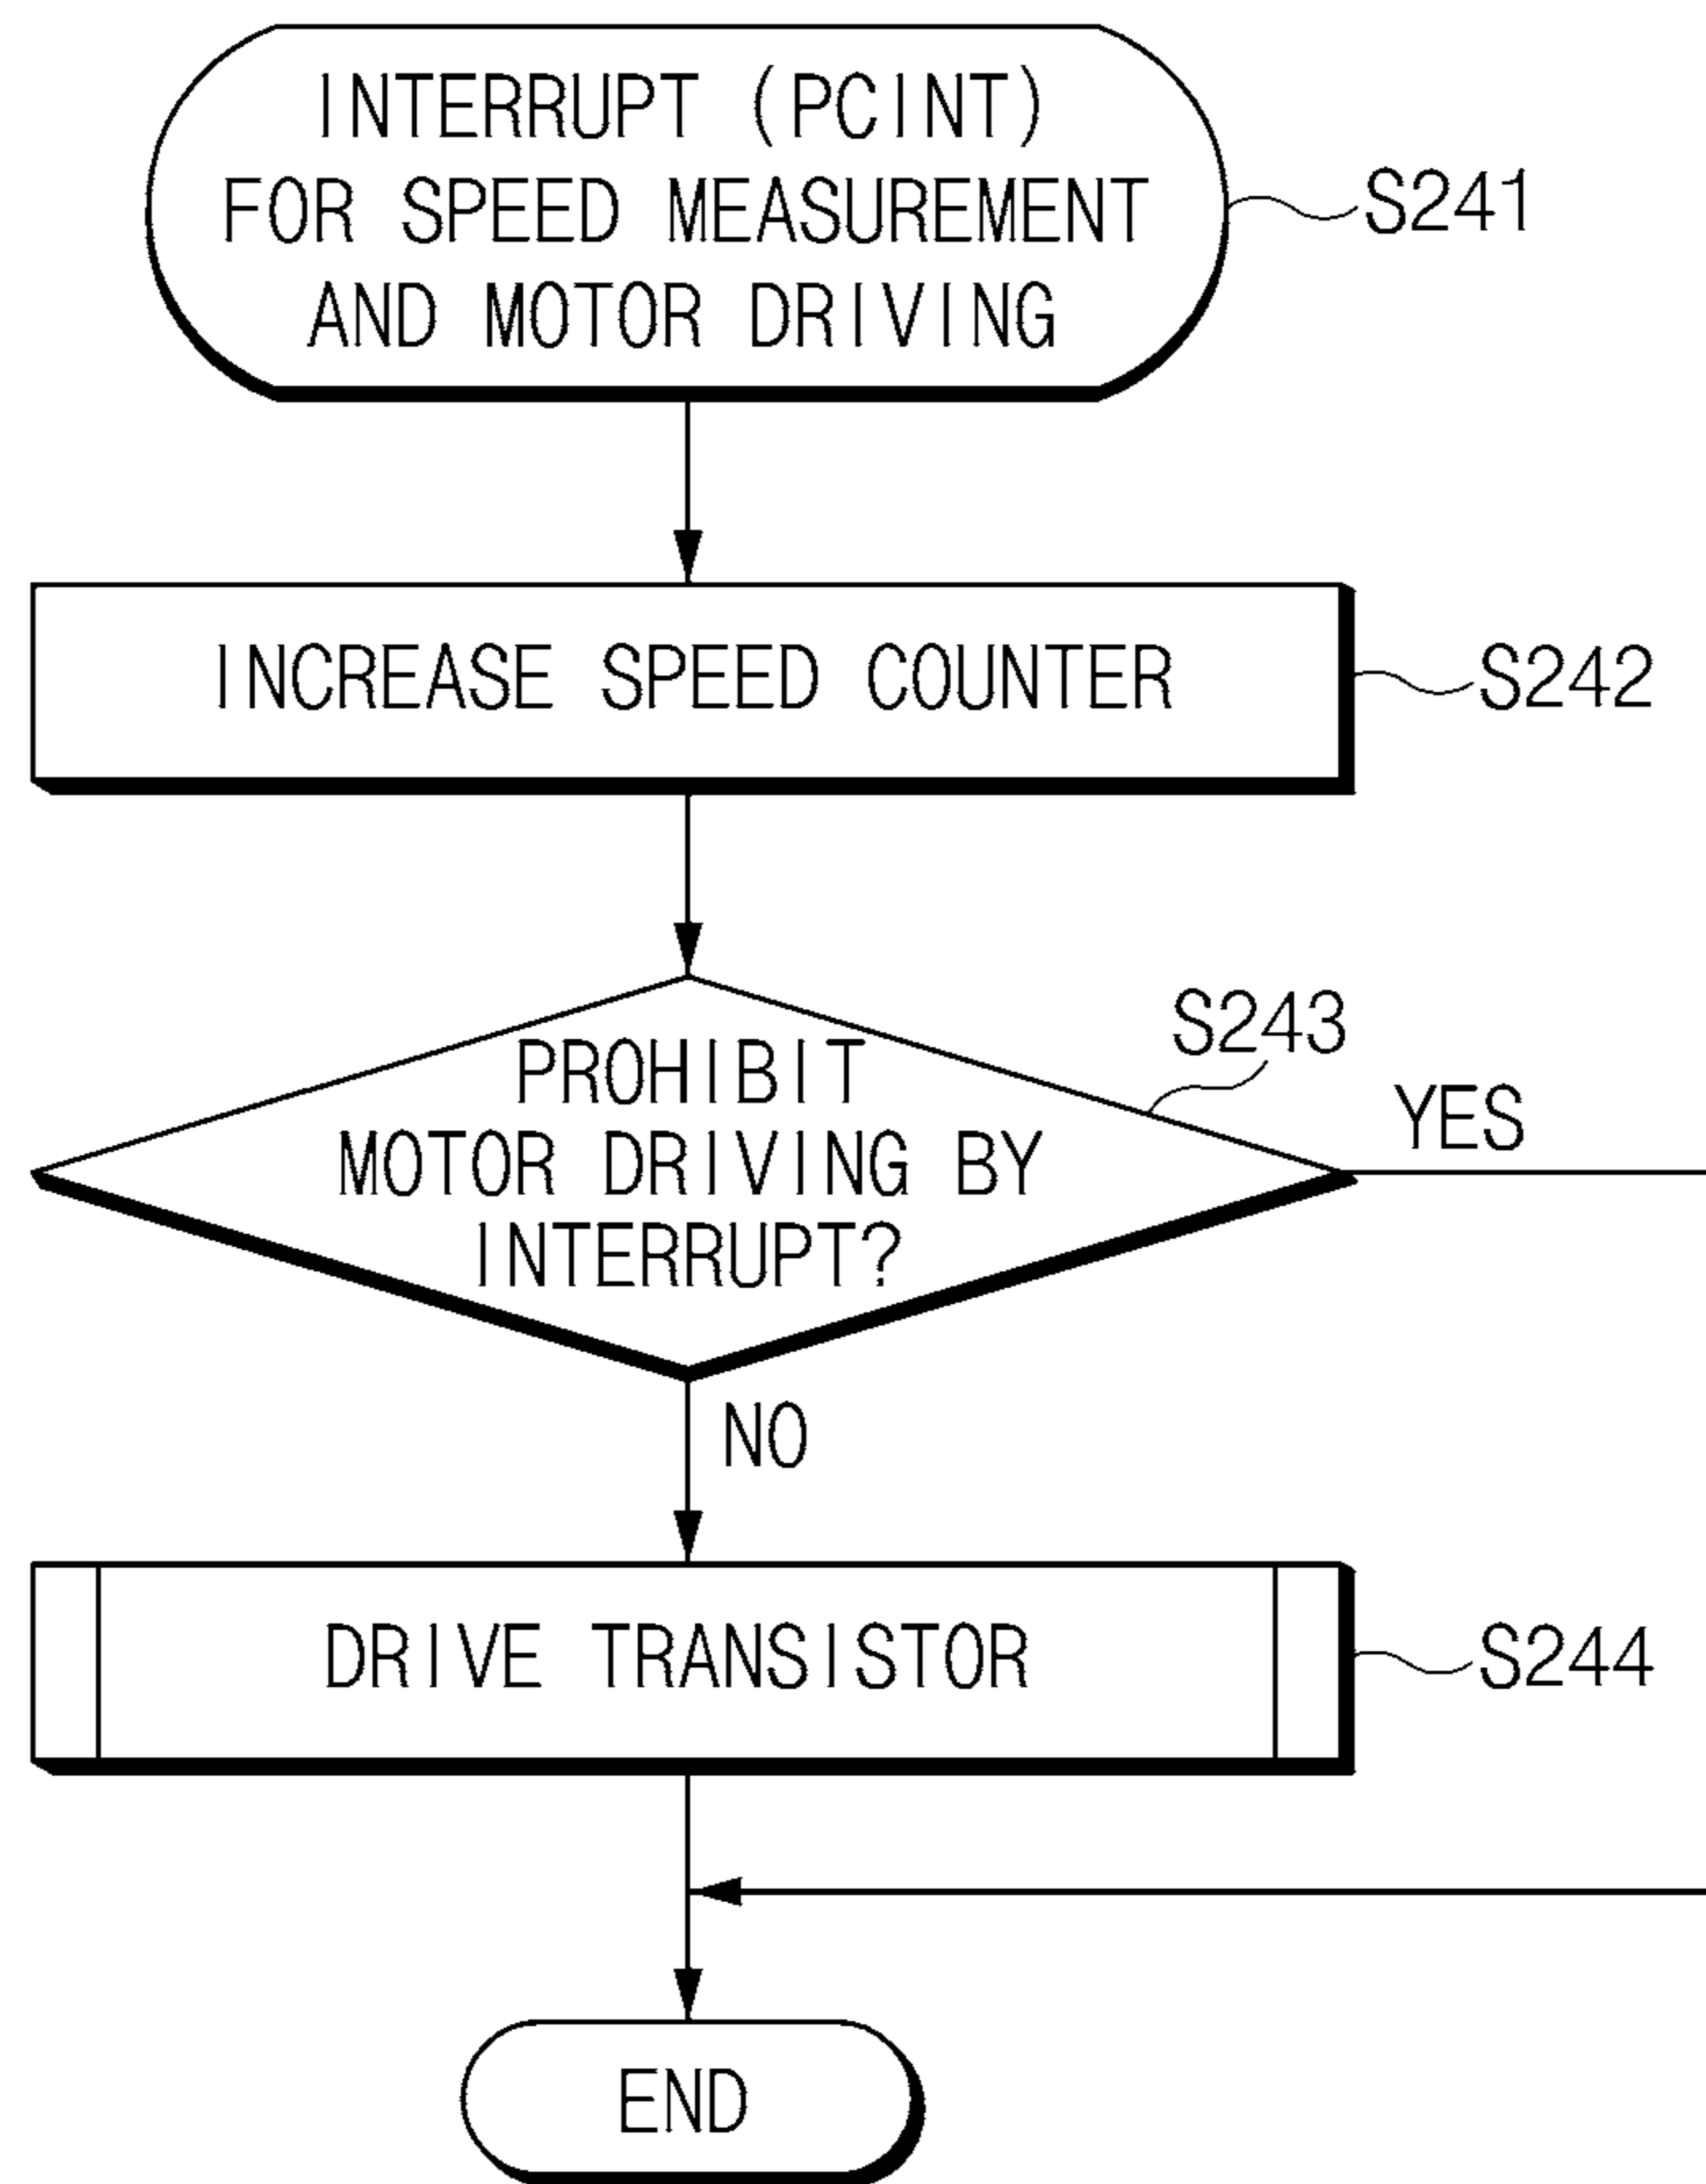 INTERRUPT (PCINT)
FOR SPEED MEASUREMENT
AND MOTOR DRIVING
S241
INCREASE SPEED COUNTER
S242
PROHIBIT
MOTOR DRIVING BY
INTERRUPT?
S243
YES
NO
DRIVE TRANSISTOR
S244
END